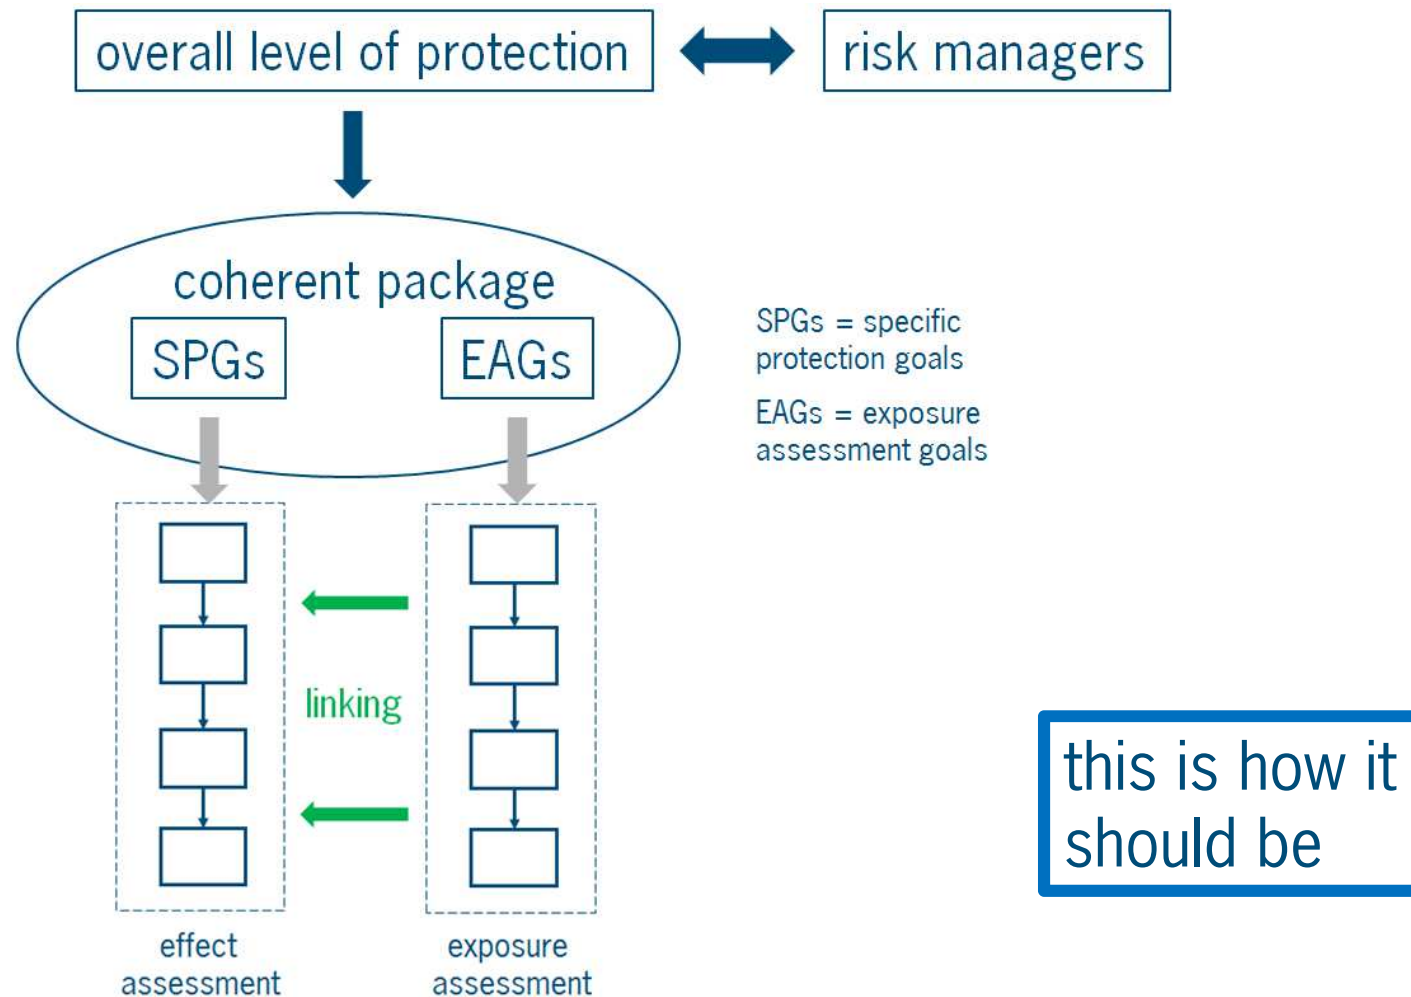 overall level of protection
risk managers
coherent package
SPGs
EAGs
SPGs = specific
protection goals
EAGs = exposure
assessment goals
linking
effect
assessment
exposure
assessment
this is how it
should be